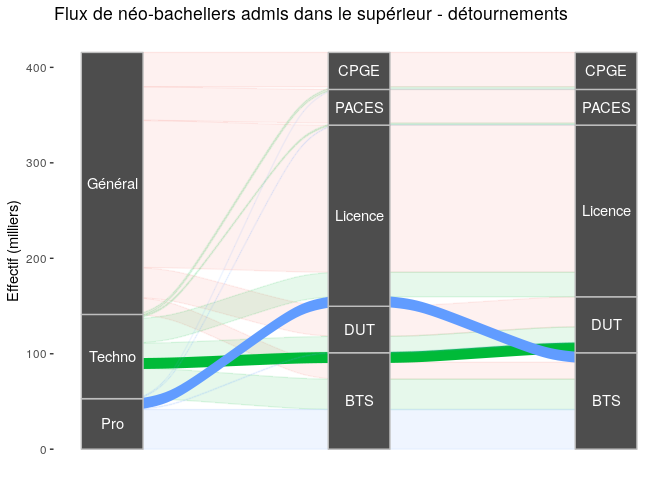 Flux de néo-bacheliers admis dans le supérieur - détournements
Effectif (milliers)
400
300
200
100
0
Général
Techno
Pro
CPGE
PACES
Licence
DUT
BTS
CPGE
PACES
Licence
DUT
BTS